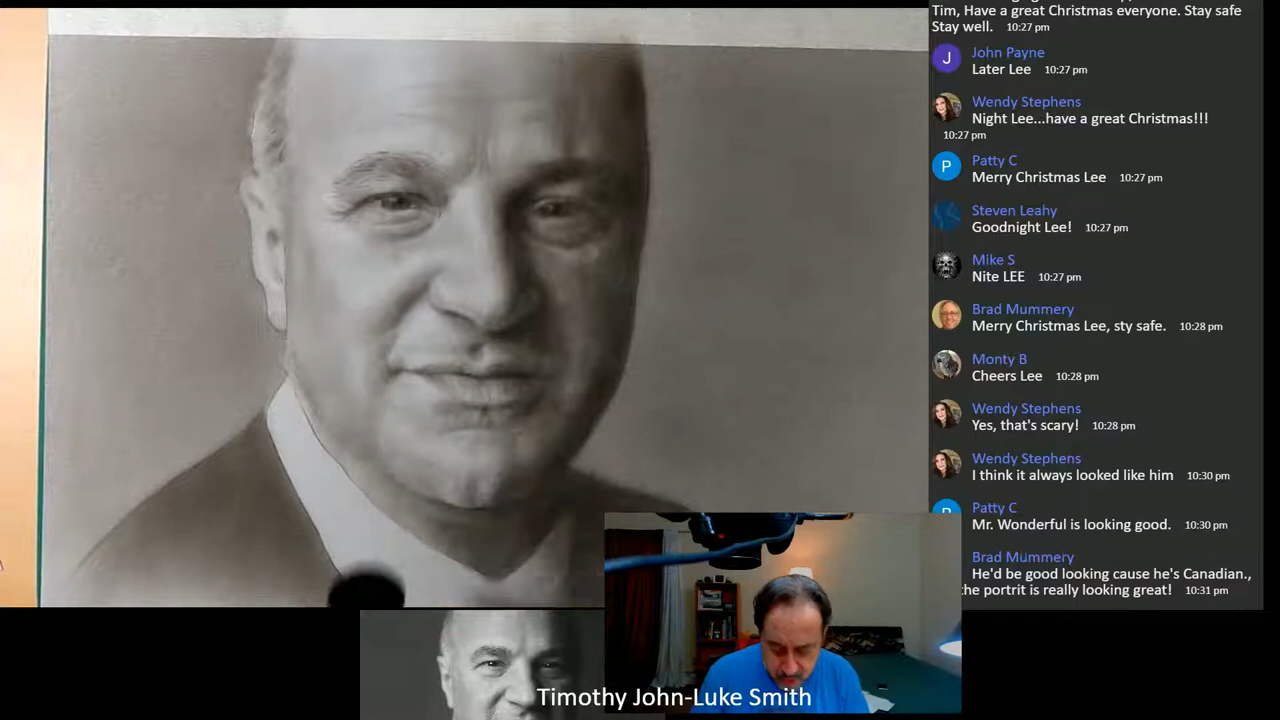 Tim, Have a great Christmas everyone. Stay safe
Stay well. 10:27 pm
J
John Payne
Later Lee 10:27 pm
Wendy Stephens
Night Lee...have a great Christmas!!!
10:27 pm
P
Patty C
Merry Christmas Lee 10:27 pm
Steven Leahy
Goodnight Lee! 10:27 pm
Mike S
Nite LEE 10:27 pm
Brad Mummery
Merry Christmas Lee, sty safe. 10:28 pm
Monty B
Cheers Lee 10:28 pm
Wendy Stephens
Yes, that's scary! 10:28 pm
Wendy Stephens
I think it always looked like him 10:30 pm
Patty C
Mr. Wonderful is looking good. 10:30 pm
Brad Mummery
He'd be good looking cause he's Canadian.,
the portrit is really looking great! 10:31 pm
Timothy John-Luke Smith